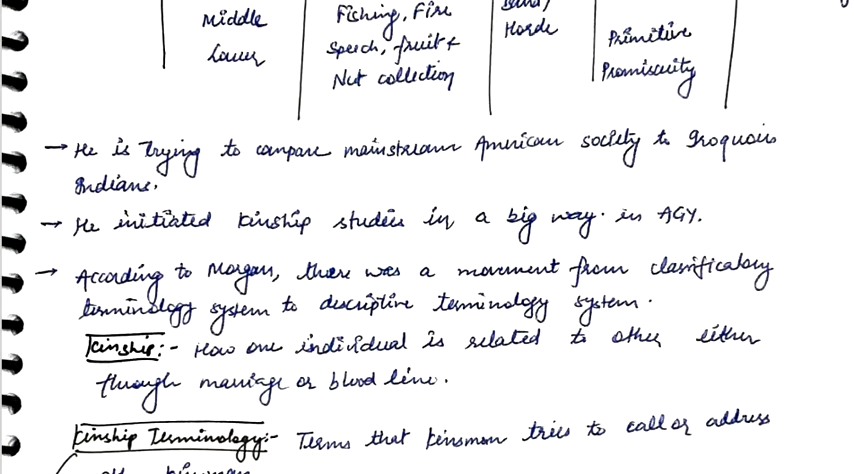 Middle
Lower
Fishing, Fire
Speech, fruit &
Nut collection
Horde
Primitive
Promiscuity
→ He is trying to compare mainstream American society to Iroquois
Indians.
→ He initiated kinship studies in a big way. in AGY.
→ According to Morgan, there was a movement from classificatory
terminology system to descriptive terminology system.
Kinship:- How one individual is related to other either
through marriage or blood line.
Kinship Terminology:- Terms that kinsman tries to call or address